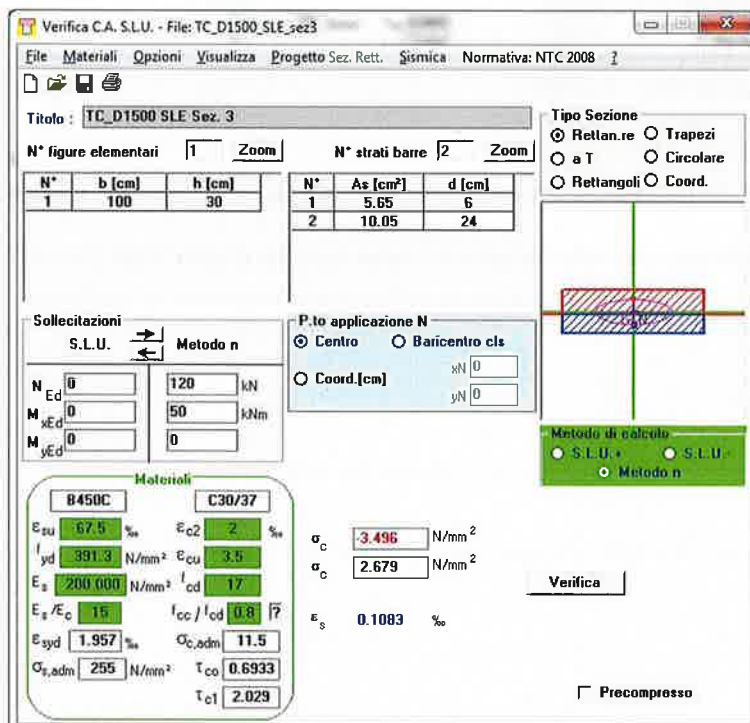 Verifica C.A. S.L.U. - File: TC_D1500_SLE_sez3
File Materiali Opzioni Visualizza Progetto Sez. Rett. Sismica Normativa: NTC 2008 ?
Titolo : TC_D1500 SLE Sez. 3
N° figure elementari 1 Zoom
N° strati barre 2 Zoom
N° b [cm] h [cm]
1 100 30
N° As [cm²] d [cm]
1 5.65 6
2 10.05 24
Tipo Sezione
Rettan.re Trapezi
a T Circolare
Rettangoli Coord.
Sollecitazioni
S.L.U. Metodo n
N Ed 0 120 kN
M xEd 0 50 kNm
M yEd 0 0
P.to applicazione N
Centro Baricentro cls
Coord.[cm] xN 0
yN 0
Metodo di calcolo
S.L.U.+ S.L.U.-
Metodo n
Materiali
B450C C30/37
εsu 67.5 ‰ εc2 2 ‰
fyd 391.3 N/mm² εcu 3.5
Es 200.000 N/mm² fcd 17
Es/Ec 15 fcc / fcd 0.8 ?
εsyd 1.957 ‰ σc,adm 11.5
σs,adm 255 N/mm² τco 0.6933
τc1 2.029
σc -3.496 N/mm²
σc 2.679 N/mm²
εs 0.1083 ‰
Verifica
Precompresso